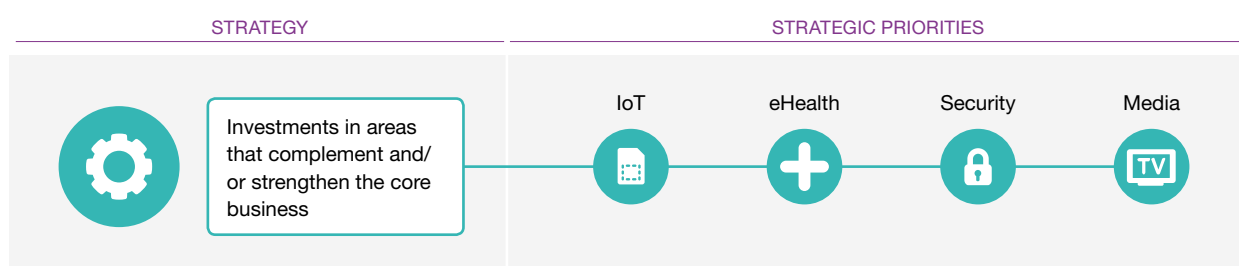 STRATEGY
STRATEGIC PRIORITIES
Investments in areas
that complement and/
or strengthen the core
business
IoT
eHealth
Security
Media
TV